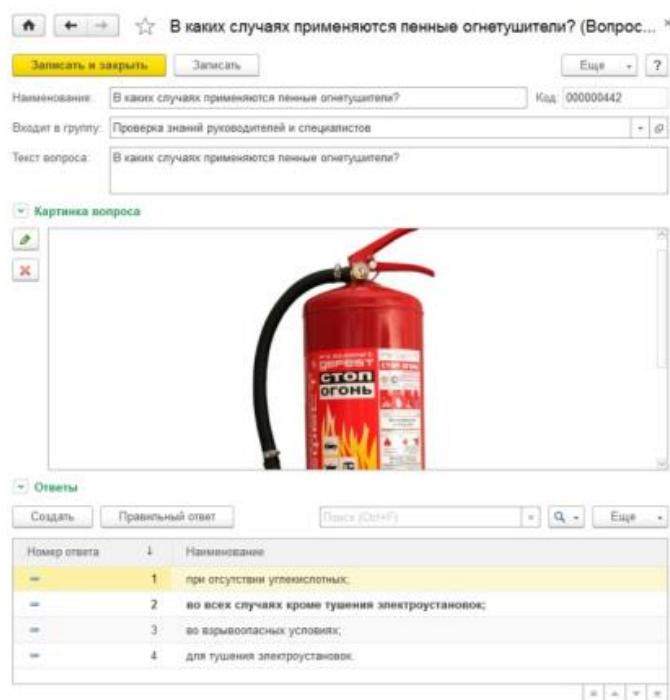 В каких случаях применяются пенные огнетушители? (Вопрос...
Записать и закрыть Записать Еще ?
Наименование: В каких случаях применяются пенные огнетушители? Код: 000000442
Входит в группу: Проверка знаний руководителей и специалистов
Текст вопроса: В каких случаях применяются пенные огнетушители?
Картинка вопроса
GEFEST
СТОП
ОГОНЬ
Ответы
Создать Правильный ответ Поиск (Ctrl+F) × Еще
Номер ответа ↓ Наименование
1 при отсутствии углекислотных;
2 во всех случаях кроме тушения электроустановок;
3 во взрывоопасных условиях;
4 для тушения электроустановок.